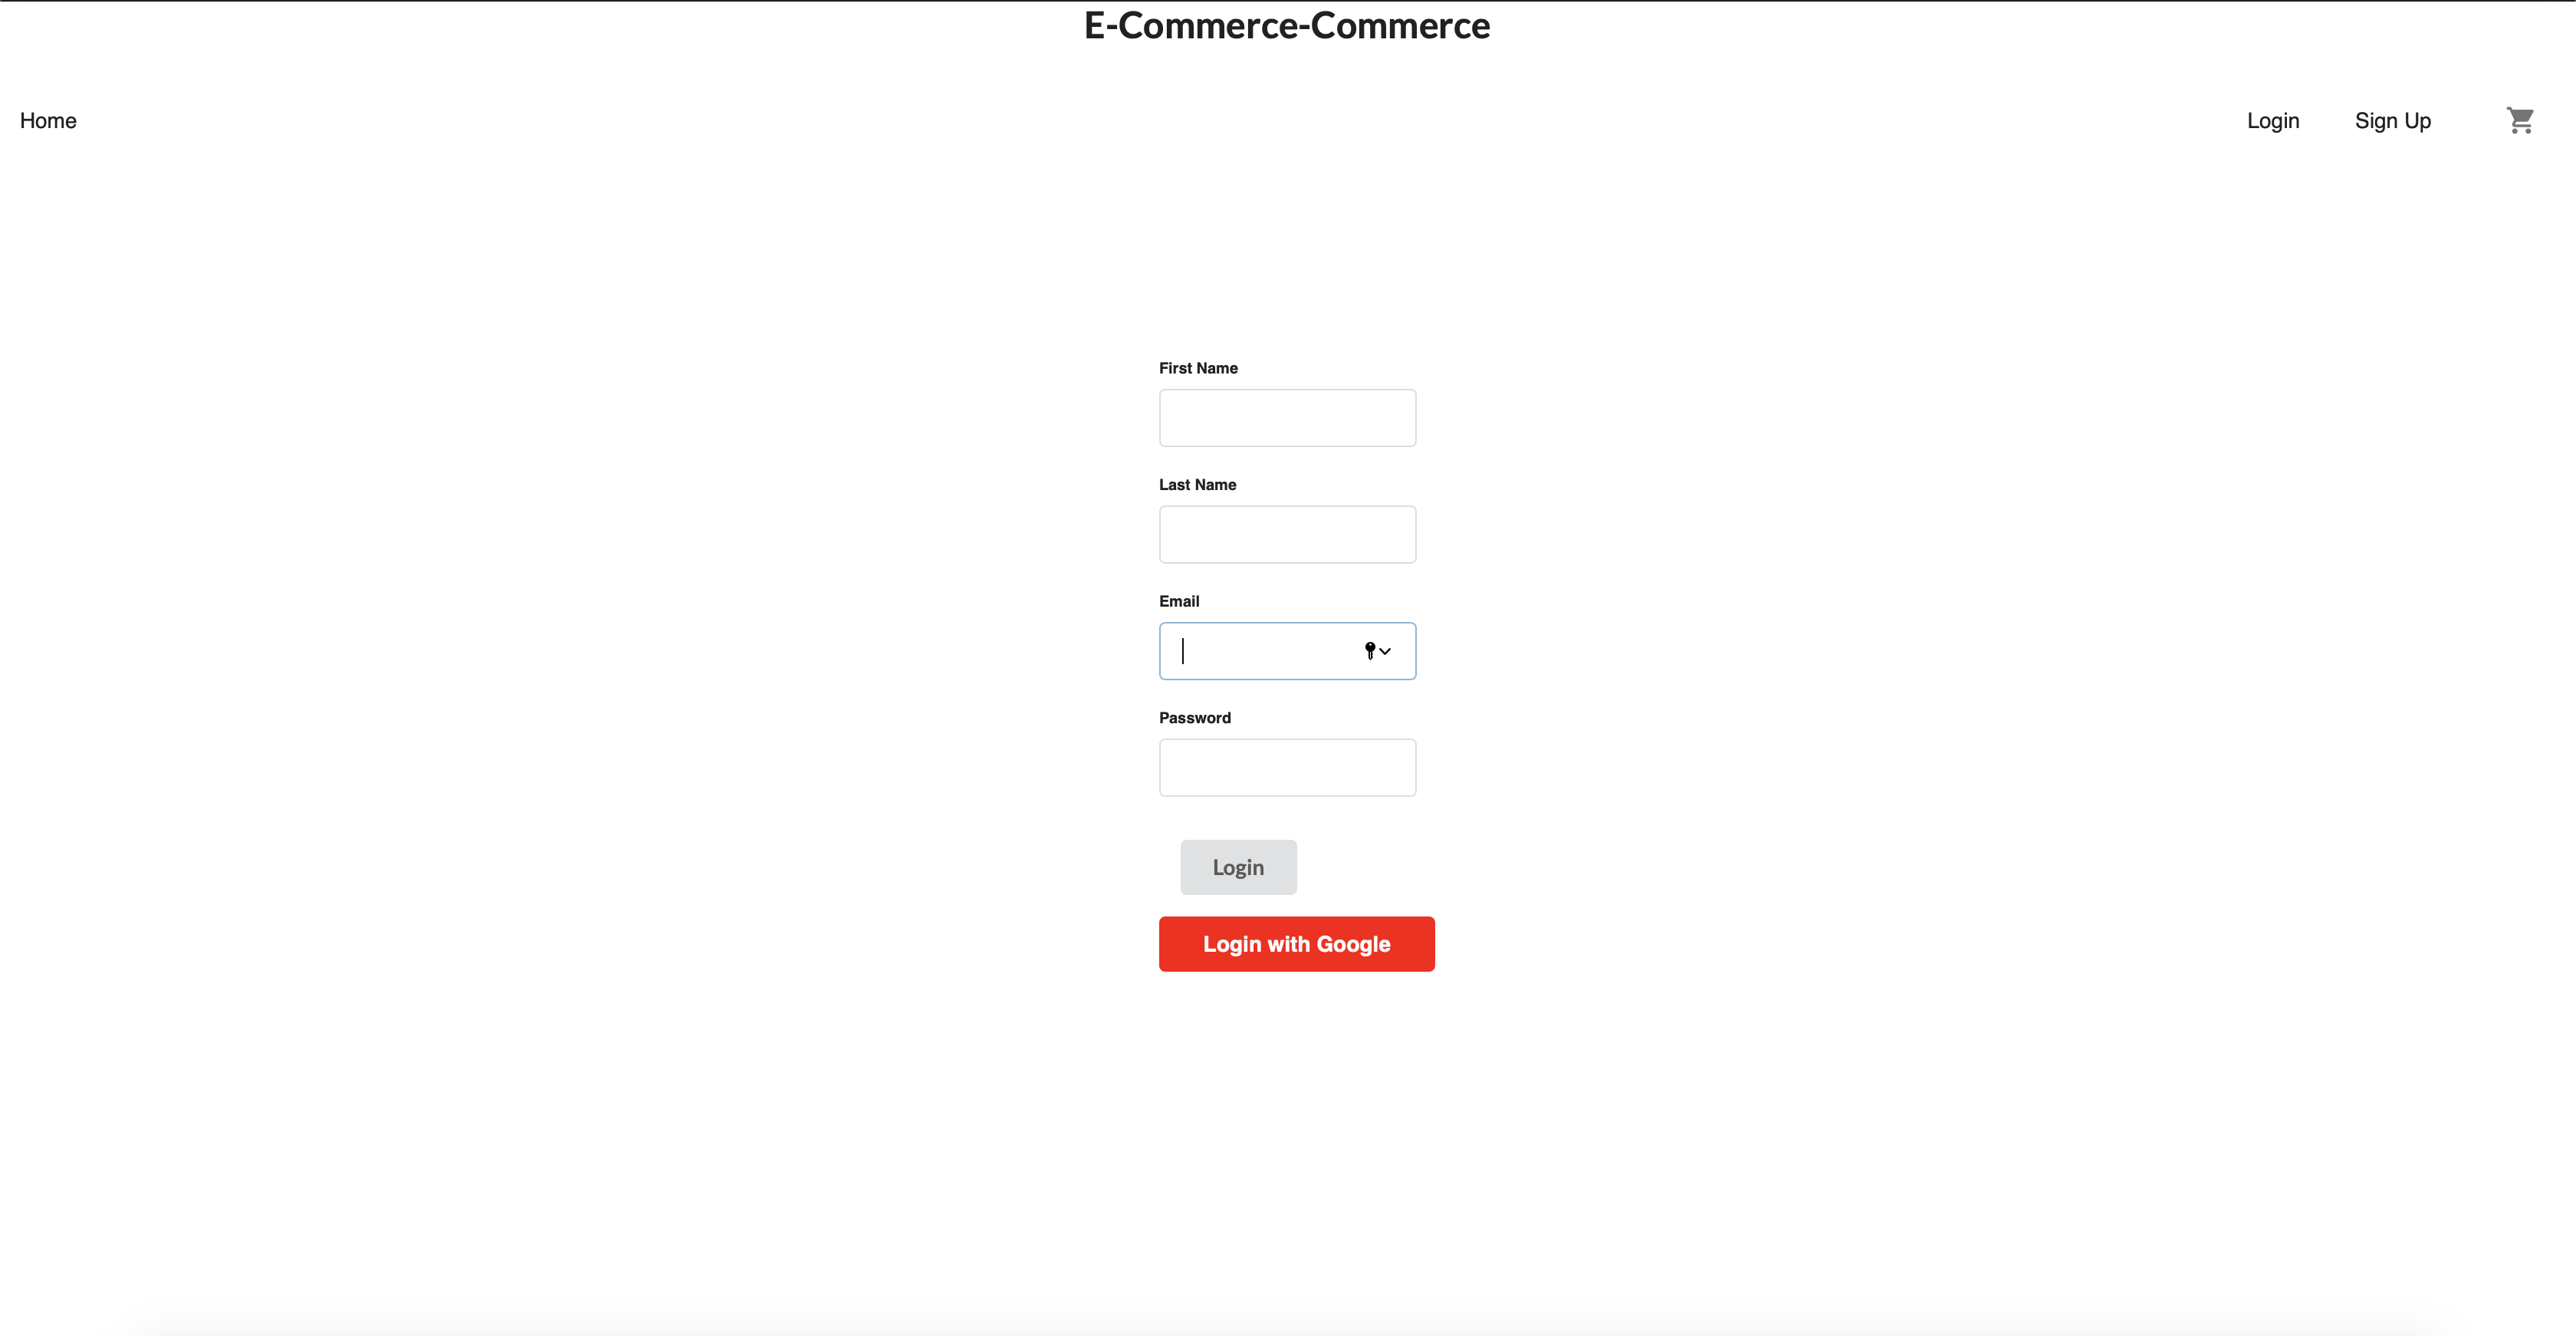 E-Commerce-Commerce
Home Login Sign Up
First Name
Last Name
Email
Password
Login
Login with Google